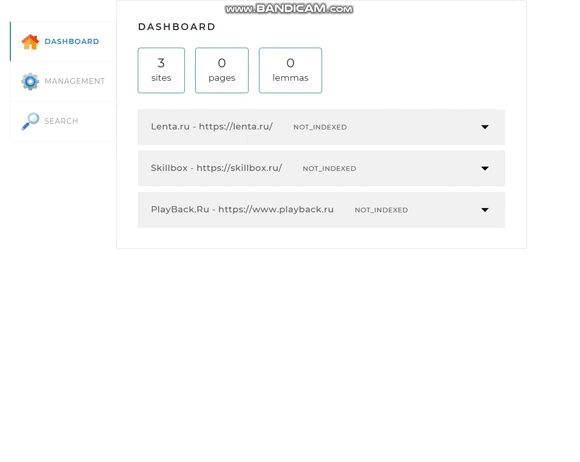 www.BANDICAM.com
DASHBOARD
DASHBOARD
MANAGEMENT
SEARCH
3
sites
0
pages
0
lemmas
Lenta.ru - https://lenta.ru/ NOT_INDEXED
Skillbox - https://skillbox.ru/ NOT_INDEXED
PlayBack.Ru - https://www.playback.ru NOT_INDEXED